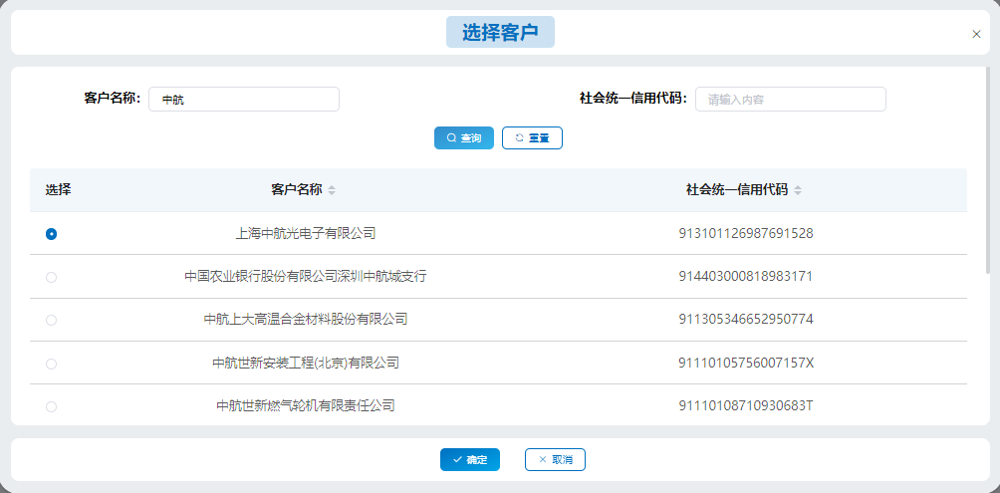 选择客户
客户名称： 中航 社会统一信用代码： 请输入内容
查询 重置
选择 客户名称 社会统一信用代码
上海中航光电子有限公司 913101126987691528
中国农业银行股份有限公司深圳中航城支行 914403000818983171
中航上大高温合金材料股份有限公司 911305346652950774
中航世新安装工程(北京)有限公司 91110105756007157X
中航世新燃气轮机有限责任公司 91110108710930683T
确定 取消